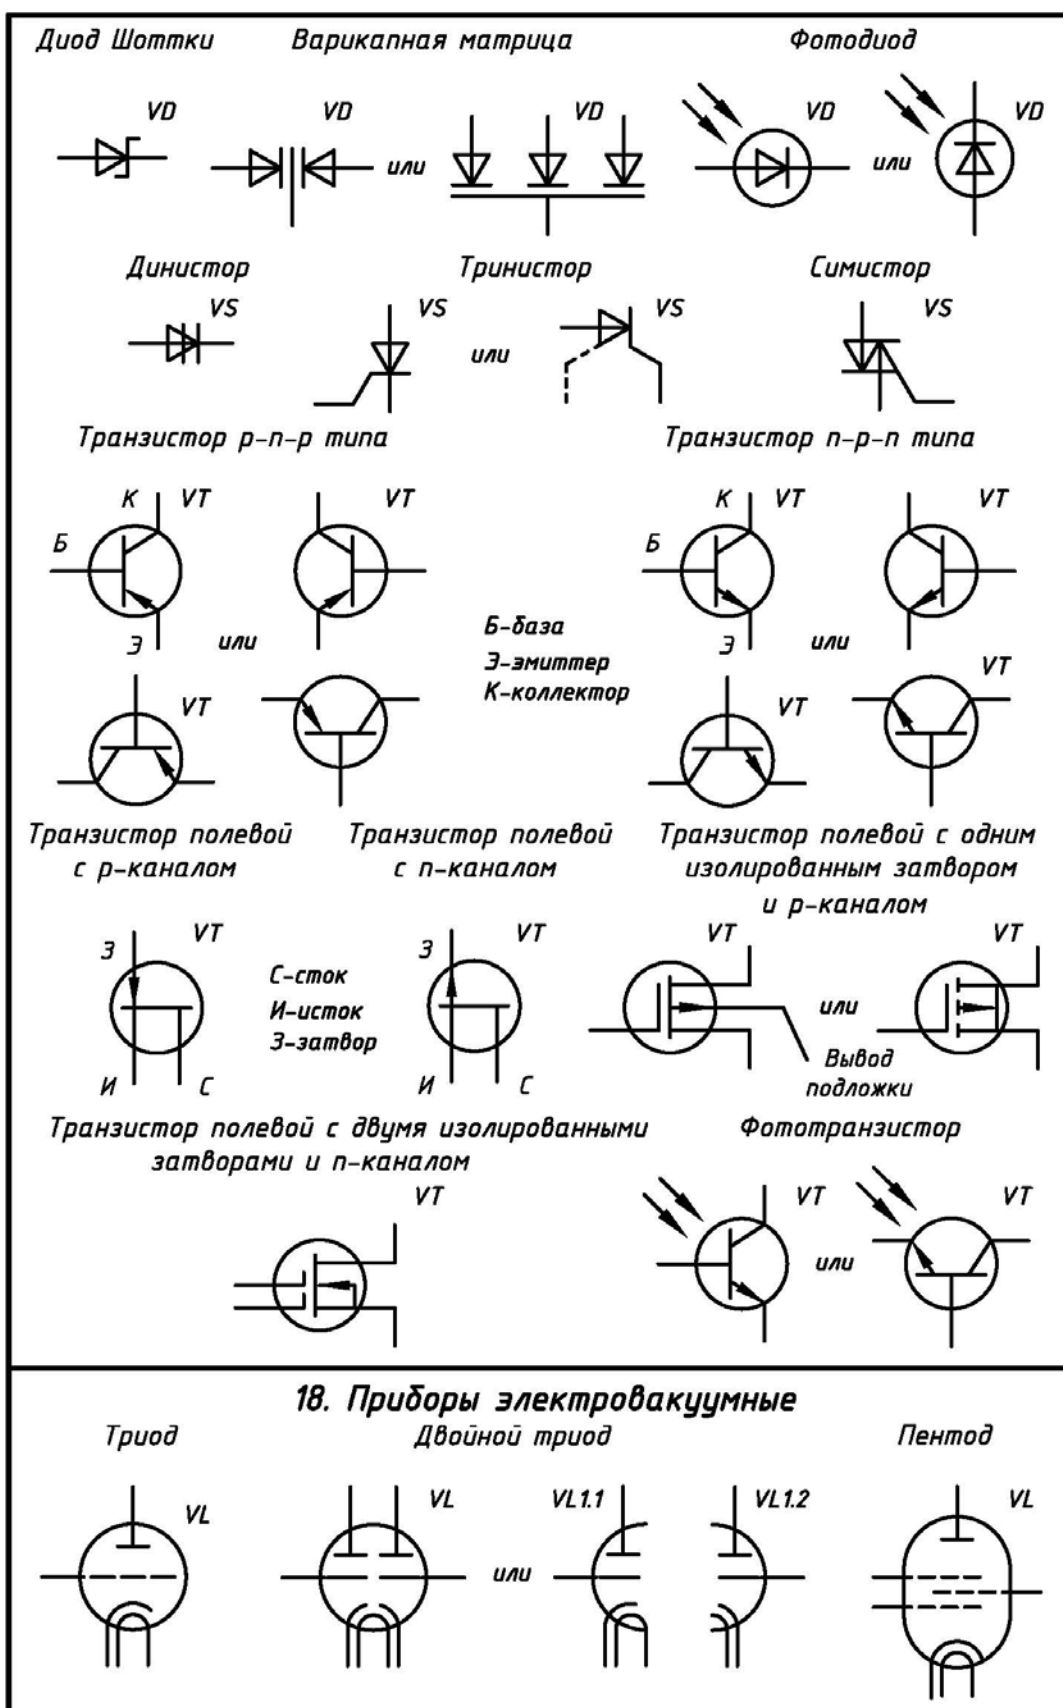 Диод Шоттки
Варикапная матрица
Фотодиод
VD
VD
или
VD
VD
или
VD
Динистор
Тринистор
Симистор
VS
VS
или
VS
VS
Транзистор p-n-p типа
Транзистор n-p-n типа
К
VT
VT
К
VT
VT
Б
Б
Э
или
Б-база
Э
или
Э-эмиттер
К-коллектор
VT
VT
VT
VT
Транзистор полевой
с p-каналом
Транзистор полевой
с n-каналом
Транзистор полевой с одним
изолированным затвором
и p-каналом
З
VT
З
VT
VT
VT
С-сток
И-исток
З-затвор
или
И
С
И
С
Вывод
подложки
Транзистор полевой с двумя изолированными
затворами и n-каналом
Фототранзистор
VT
VT
или
VT
18. Приборы электровакуумные
Триод
Двойной триод
Пентод
VL
VL
или
VL1.1
VL1.2
VL